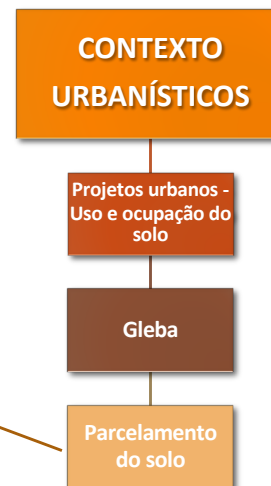 CONTEXTO
URBANÍSTICOS
Projetos urbanos -
Uso e ocupação do
solo
Gleba
Parcelamento
do solo